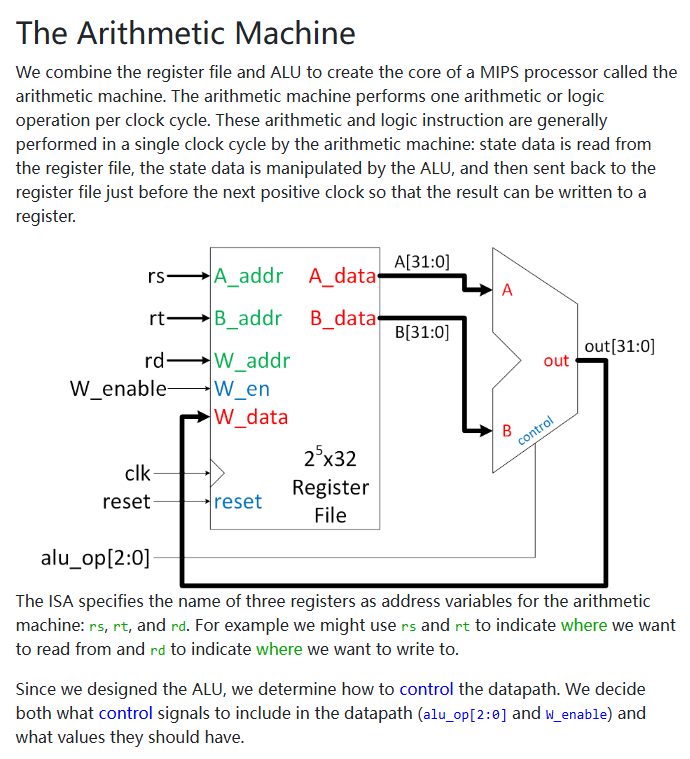 The Arithmetic Machine
We combine the register file and ALU to create the core of a MIPS processor called the
arithmetic machine. The arithmetic machine performs one arithmetic or logic
operation per clock cycle. These arithmetic and logic instruction are generally
performed in a single clock cycle by the arithmetic machine: state data is read from
the register file, the state data is manipulated by the ALU, and then sent back to the
register file just before the next positive clock so that the result can be written to a
register.
rs A_addr A_data A[31:0] A
rt B_addr B_data B[31:0]
rd W_addr out out[31:0]
W_enable W_en
W_data B control
clk 2⁵x32
reset reset Register
File
alu_op[2:0]
The ISA specifies the name of three registers as address variables for the arithmetic
machine: rs, rt, and rd. For example we might use rs and rt to indicate where we want
to read from and rd to indicate where we want to write to.
Since we designed the ALU, we determine how to control the datapath. We decide
both what control signals to include in the datapath (alu_op[2:0] and W_enable) and
what values they should have.